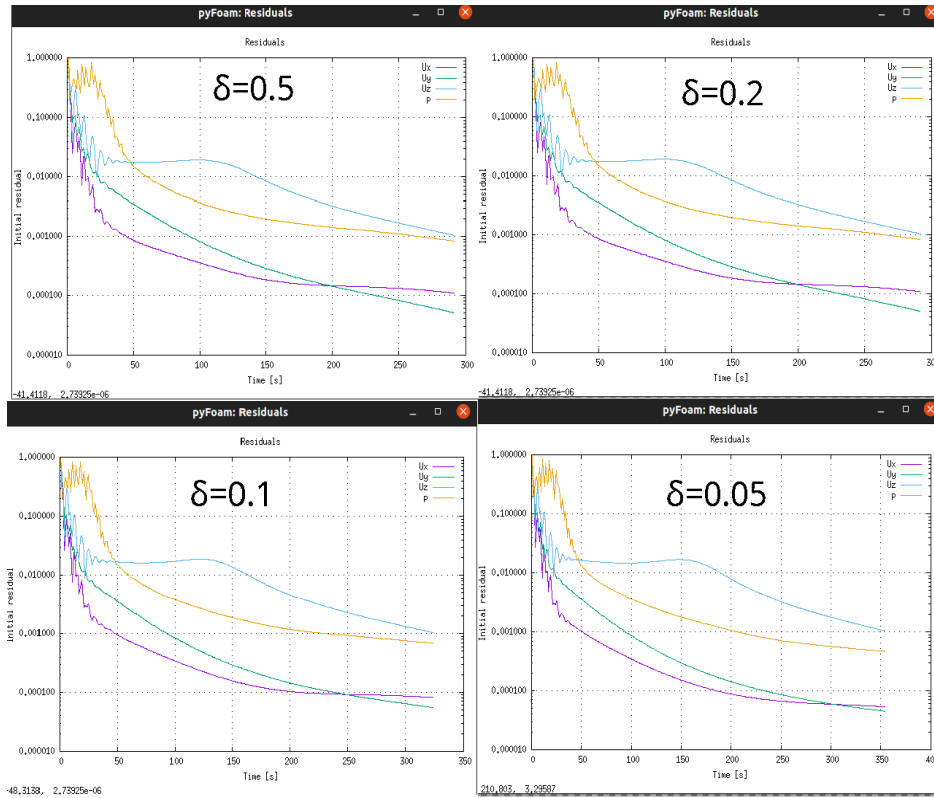 pyFoam: Residuals
Residuals
δ=0.5
Ux
Uy
Uz
p
1,000000
0,100000
0,010000
0,001000
0,000100
0,000010
Initial residual
0
50
100
150
200
250
300
Time [s]
-41,4118, 2,73925e-06
pyFoam: Residuals
Residuals
δ=0.2
Ux
Uy
Uz
p
1,000000
0,100000
0,010000
0,001000
0,000100
0,000010
Initial residual
0
50
100
150
200
250
300
Time [s]
-41,4118, 2,73925e-06
pyFoam: Residuals
Residuals
δ=0.1
Ux
Uy
Uz
p
1,000000
0,100000
0,010000
0,001000
0,000100
0,000010
Initial residual
0
50
100
150
200
250
300
350
Time [s]
-48,3138, 2,73925e-06
pyFoam: Residuals
Residuals
δ=0.05
Ux
Uy
Uz
p
1,000000
0,100000
0,010000
0,001000
0,000100
0,000010
Initial residual
0
50
100
150
200
250
300
350
400
Time [s]
210,803, 3,29587